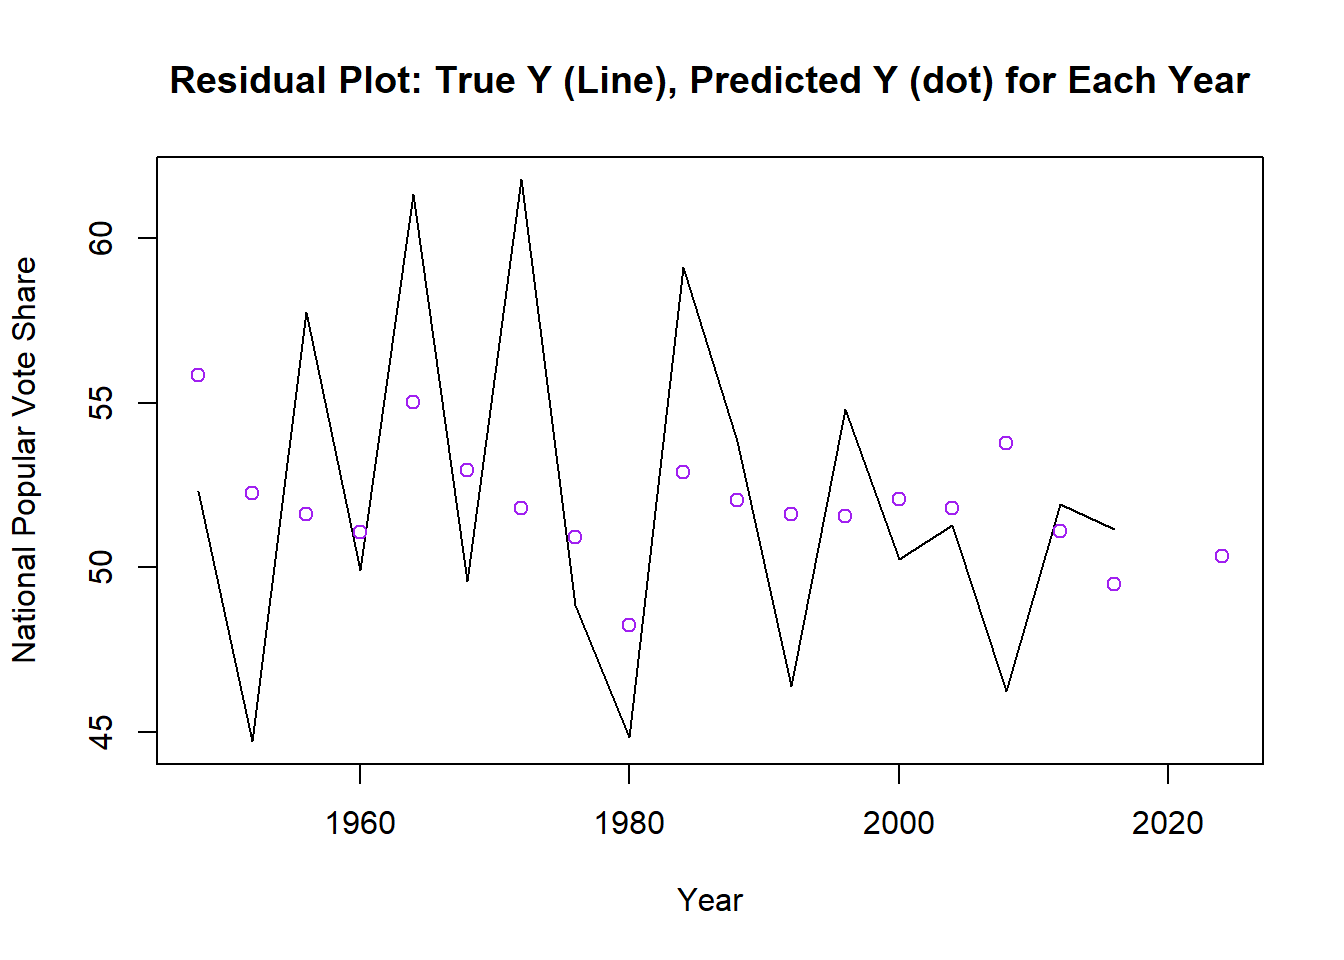 Residual Plot: True Y (Line), Predicted Y (dot) for Each Year
National Popular Vote Share
60
55
50
45
1960
1980
2000
2020
Year